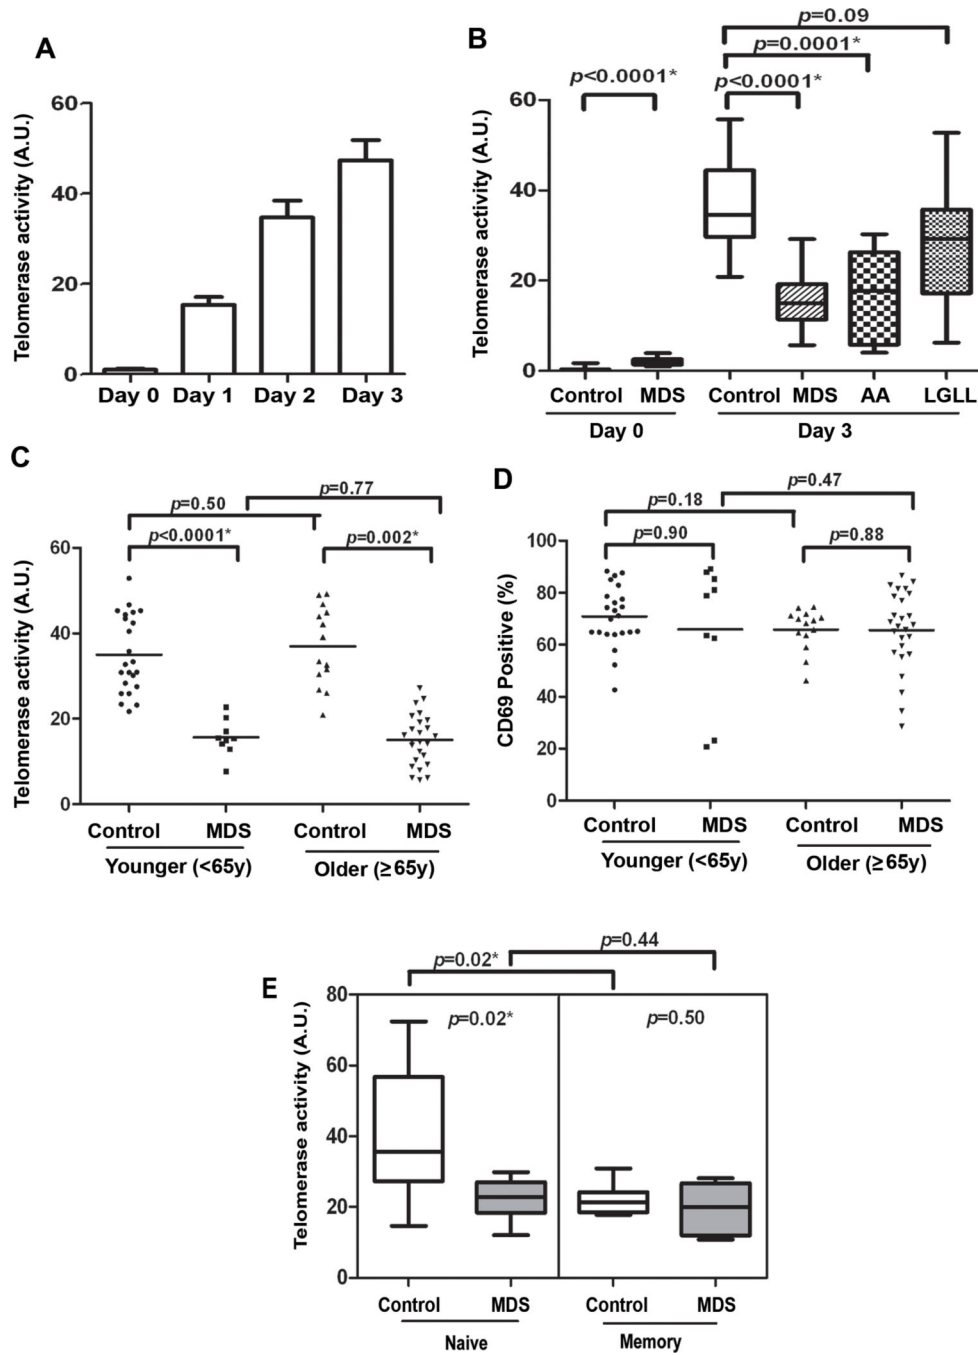 A
Telomerase activity (A.U.)
60
40
20
0
Day 0 Day 1 Day 2 Day 3
B
p=0.09
p=0.0001*
p<0.0001*
p<0.0001*
Telomerase activity (A.U.)
60
40
20
0
Control MDS Control MDS AA LGLL
Day 0 Day 3
C
p=0.77
p=0.50
p<0.0001*
p=0.002*
Telomerase activity (A.U.)
60
40
20
0
Control MDS Control MDS
Younger (<65y) Older (≥65y)
D
p=0.47
p=0.18
p=0.90
p=0.88
CD69 Positive (%)
100
80
60
40
20
0
Control MDS Control MDS
Younger (<65y) Older (≥65y)
E
p=0.44
p=0.02*
p=0.02*
p=0.50
Telomerase activity (A.U.)
80
60
40
20
0
Control MDS Control MDS
Naive Memory